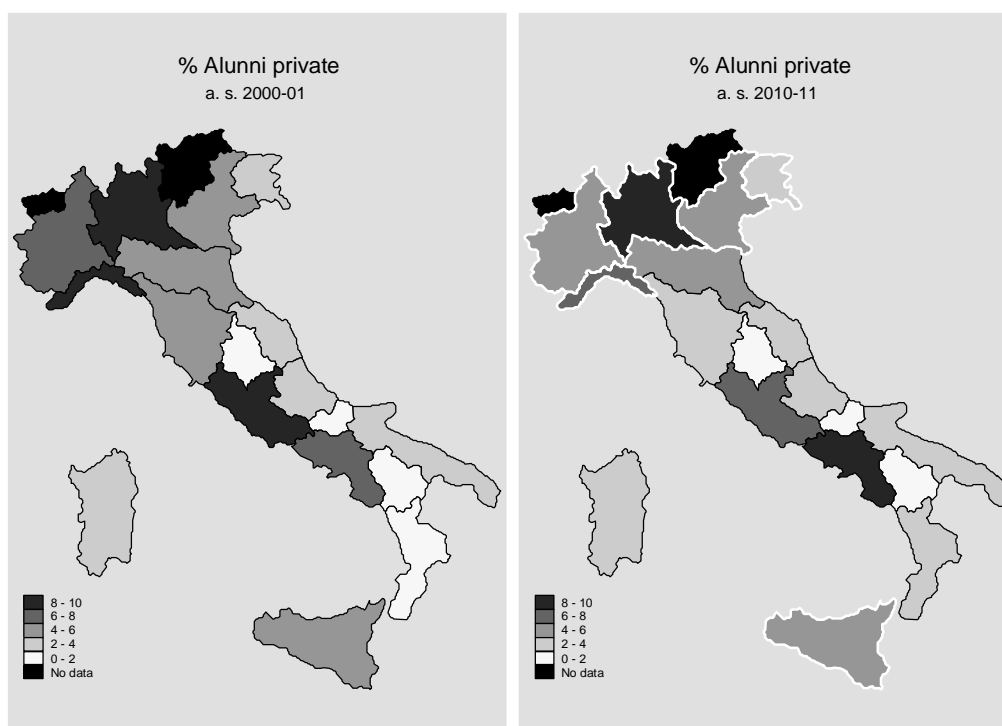 % Alunni private
a. s. 2000-01
8 - 10
6 - 8
4 - 6
2 - 4
0 - 2
No data
% Alunni private
a. s. 2010-11
8 - 10
6 - 8
4 - 6
2 - 4
0 - 2
No data